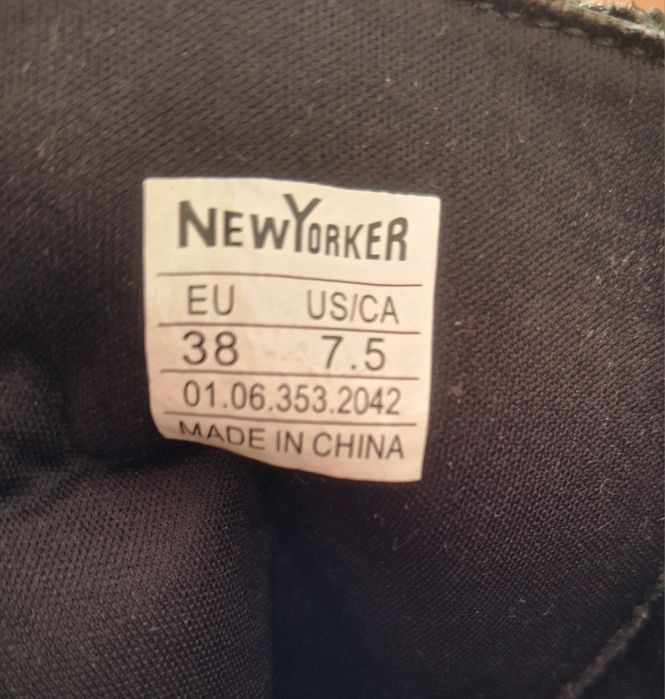 NEWYORKER
EU US/CA
38 7.5
01.06.353.2042
MADE IN CHINA